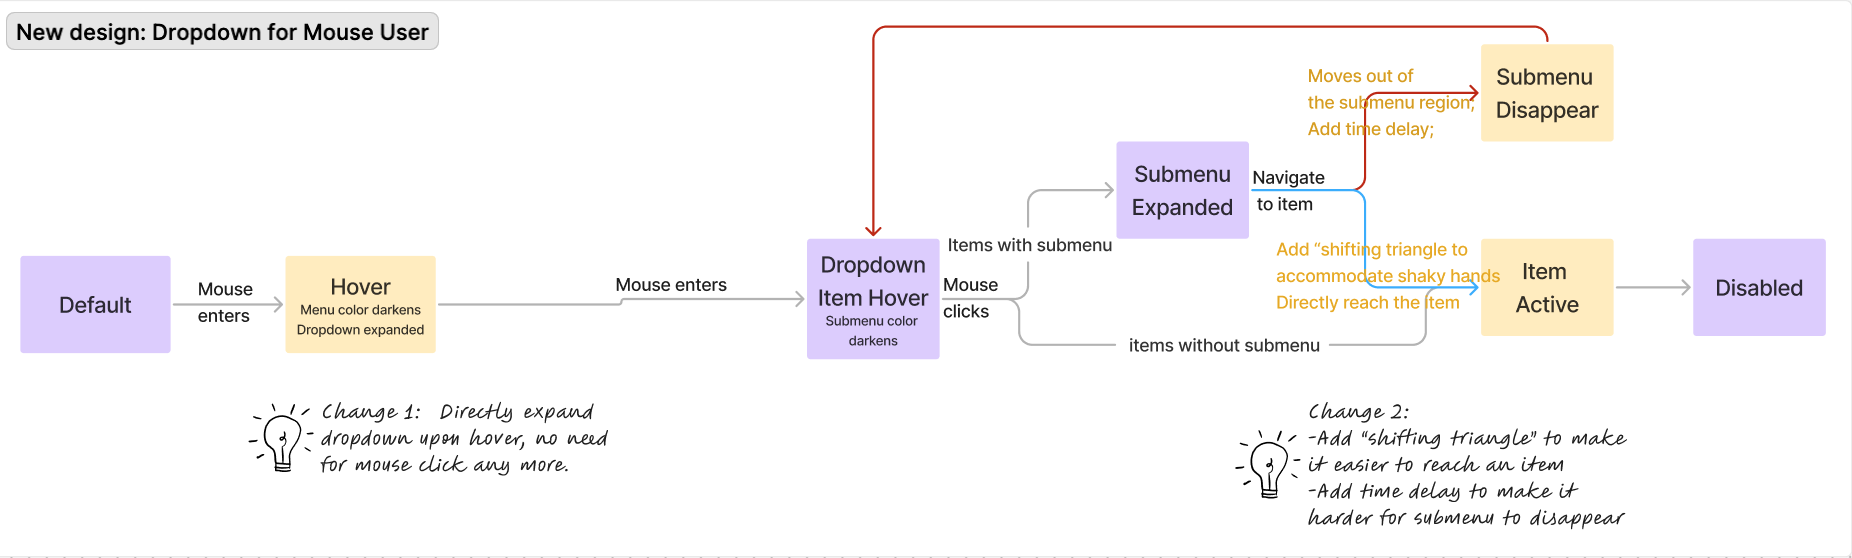 New design: Dropdown for Mouse User
Default
Mouse
enters
Hover
Menu color darkens
Dropdown expanded
Mouse enters
Dropdown
Item Hover
Submenu color
darkens
Mouse
clicks
Items with submenu
items without submenu
Submenu
Expanded
Navigate
to item
Moves out of
the submenu region;
Add time delay;
Submenu
Disappear
Add “shifting triangle to
accommodate shaky hands
Directly reach the item
Item
Active
Disabled
Change 1: Directly expand
dropdown upon hover, no need
for mouse click any more.
Change 2:
-Add “shifting triangle” to make
it easier to reach an item
-Add time delay to make it
harder for submenu to disappear